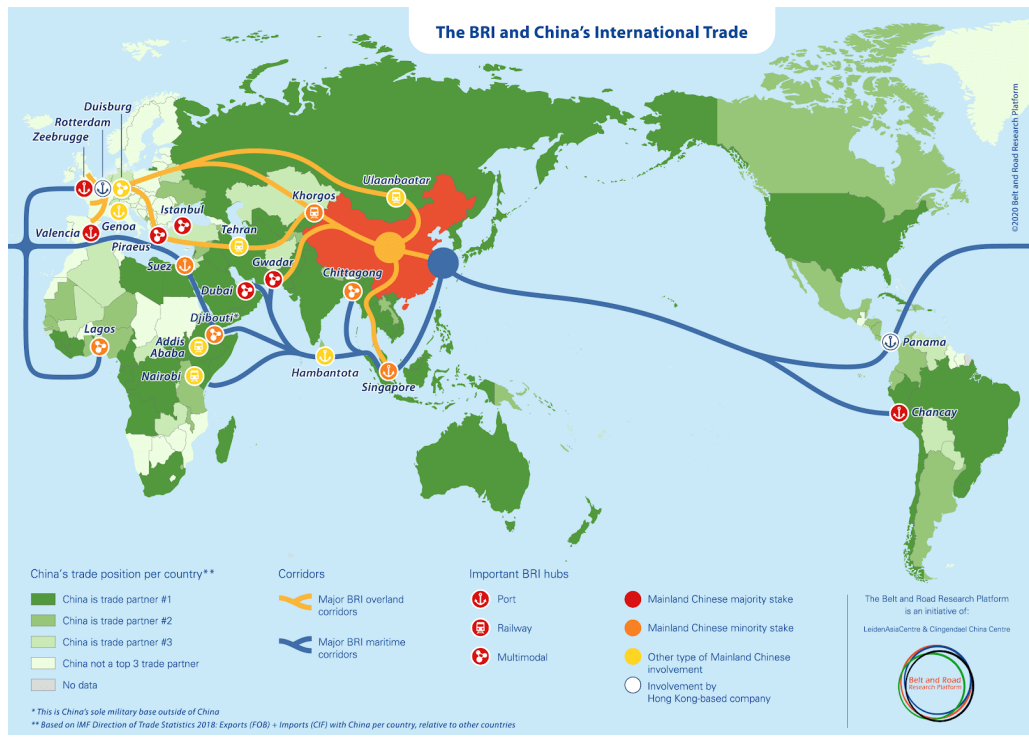 The BRI and China's International Trade
©2020 Belt and Road Research Platform
Duisburg
Rotterdam
Zeebrugge
Ulaanbaatar
Khorgos
Istanbul
Valencia
Genoa
Tehran
Piraeus
Suez
Gwadar
Chittagong
Dubai
Djibouti*
Lagos
Addis
Ababa
Panama
Nairobi
Hambantota
Singapore
Chancay
China's trade position per country**
China is trade partner #1
China is trade partner #2
China is trade partner #3
China not a top 3 trade partner
No data
Corridors
Major BRI overland
corridors
Major BRI maritime
corridors
Important BRI hubs
Port
Railway
Multimodal
Mainland Chinese majority stake
Mainland Chinese minority stake
Other type of Mainland Chinese
involvement
Involvement by
Hong Kong-based company
The Belt and Road Research Platform
is an initiative of:
LeidenAsiaCentre & Clingendael China Centre
Belt and Road
Research Platform
* This is China's sole military base outside of China
** Based on IMF Direction of Trade Statistics 2018: Exports (FOB) + Imports (CIF) with China per country, relative to other countries